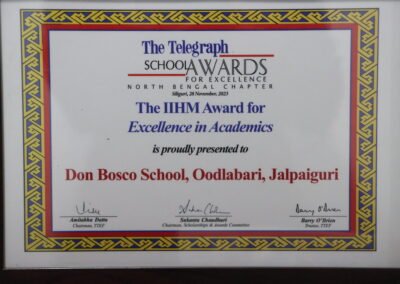 The Telegraph
SCHOOL AWARDS
FOR EXCELLENCE
NORTH BENGAL CHAPTER
Siliguri, 28 November, 2023
The IIHM Award for
Excellence in Academics
is proudly presented to
Don Bosco School, Oodlabari, Jalpaiguri
Anilabha Dutta Sukanta Chaudhuri Barry O'Brien
Chairman, TTEF Chairman, Scholarships & Awards Committee Trustee, TTEF